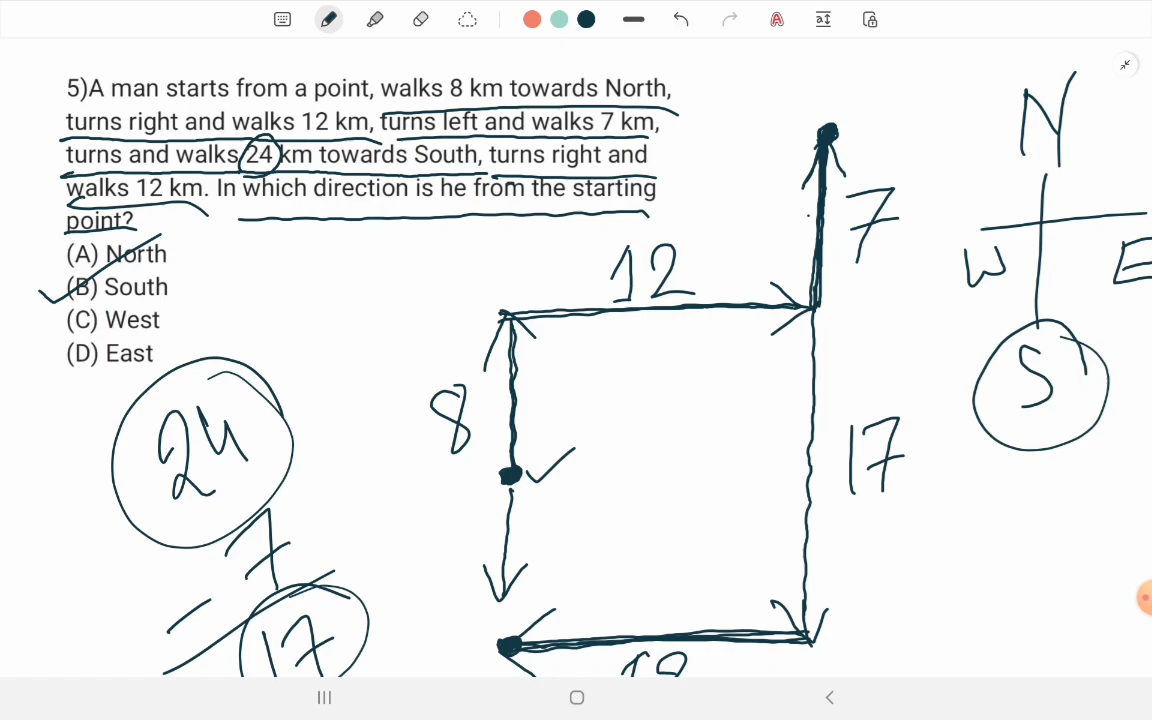 5)A man starts from a point, walks 8 km towards North,
turns right and walks 12 km, turns left and walks 7 km,
turns and walks 24 km towards South, turns right and
walks 12 km. In which direction is he from the starting
point?
(A) North
(B) South
(C) West
(D) East
N
W E
S
7
12
8
17
24
7
17